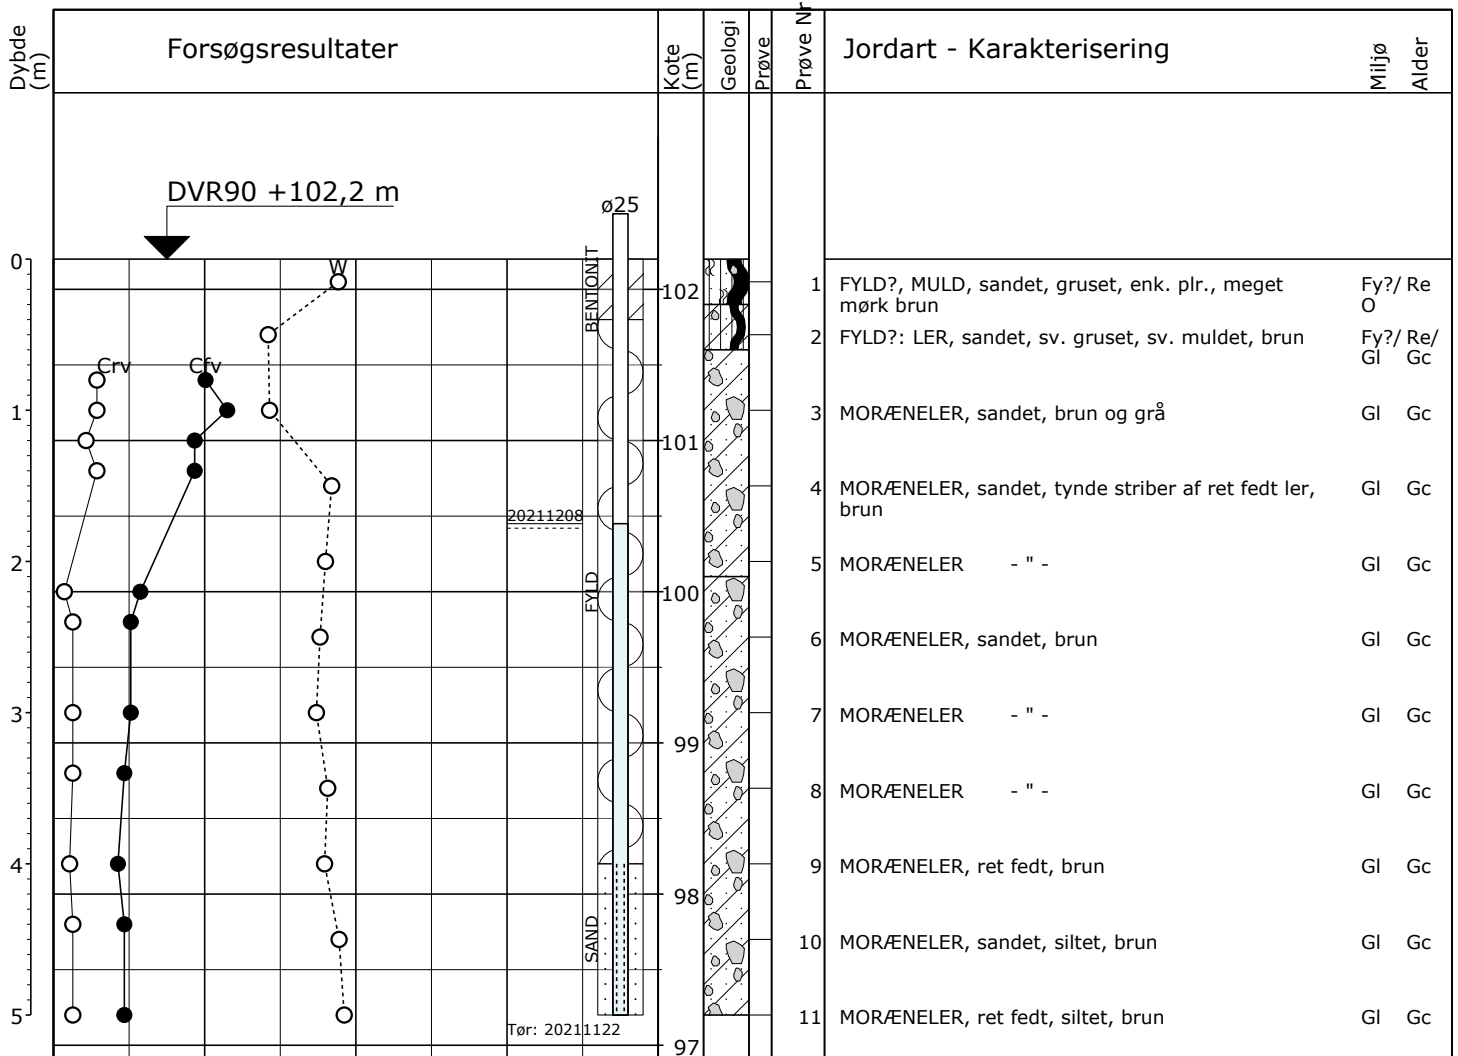 Dybde
(m)
Forsøgsresultater
Kote
(m)
Geologi
Prøve
Prøve Nr
Jordart - Karakterisering
Miljø
Alder
DVR90 +102,2 m
ø25
0
1
2
3
4
5
W
Crv
Cfv
BENTONIT
FYLD
SAND
20211208
Tør: 20211122
102
101
100
99
98
97
1 FYLD?, MULD, sandet, gruset, enk. plr., meget Fy?/ Re
mørk brun O
2 FYLD?: LER, sandet, sv. gruset, sv. muldet, brun Fy?/ Re/
Gl Gc
3 MORÆNELER, sandet, brun og grå Gl Gc
4 MORÆNELER, sandet, tynde striber af ret fedt ler, Gl Gc
brun
5 MORÆNELER - " - Gl Gc
6 MORÆNELER, sandet, brun Gl Gc
7 MORÆNELER - " - Gl Gc
8 MORÆNELER - " - Gl Gc
9 MORÆNELER, ret fedt, brun Gl Gc
10 MORÆNELER, sandet, siltet, brun Gl Gc
11 MORÆNELER, ret fedt, siltet, brun Gl Gc